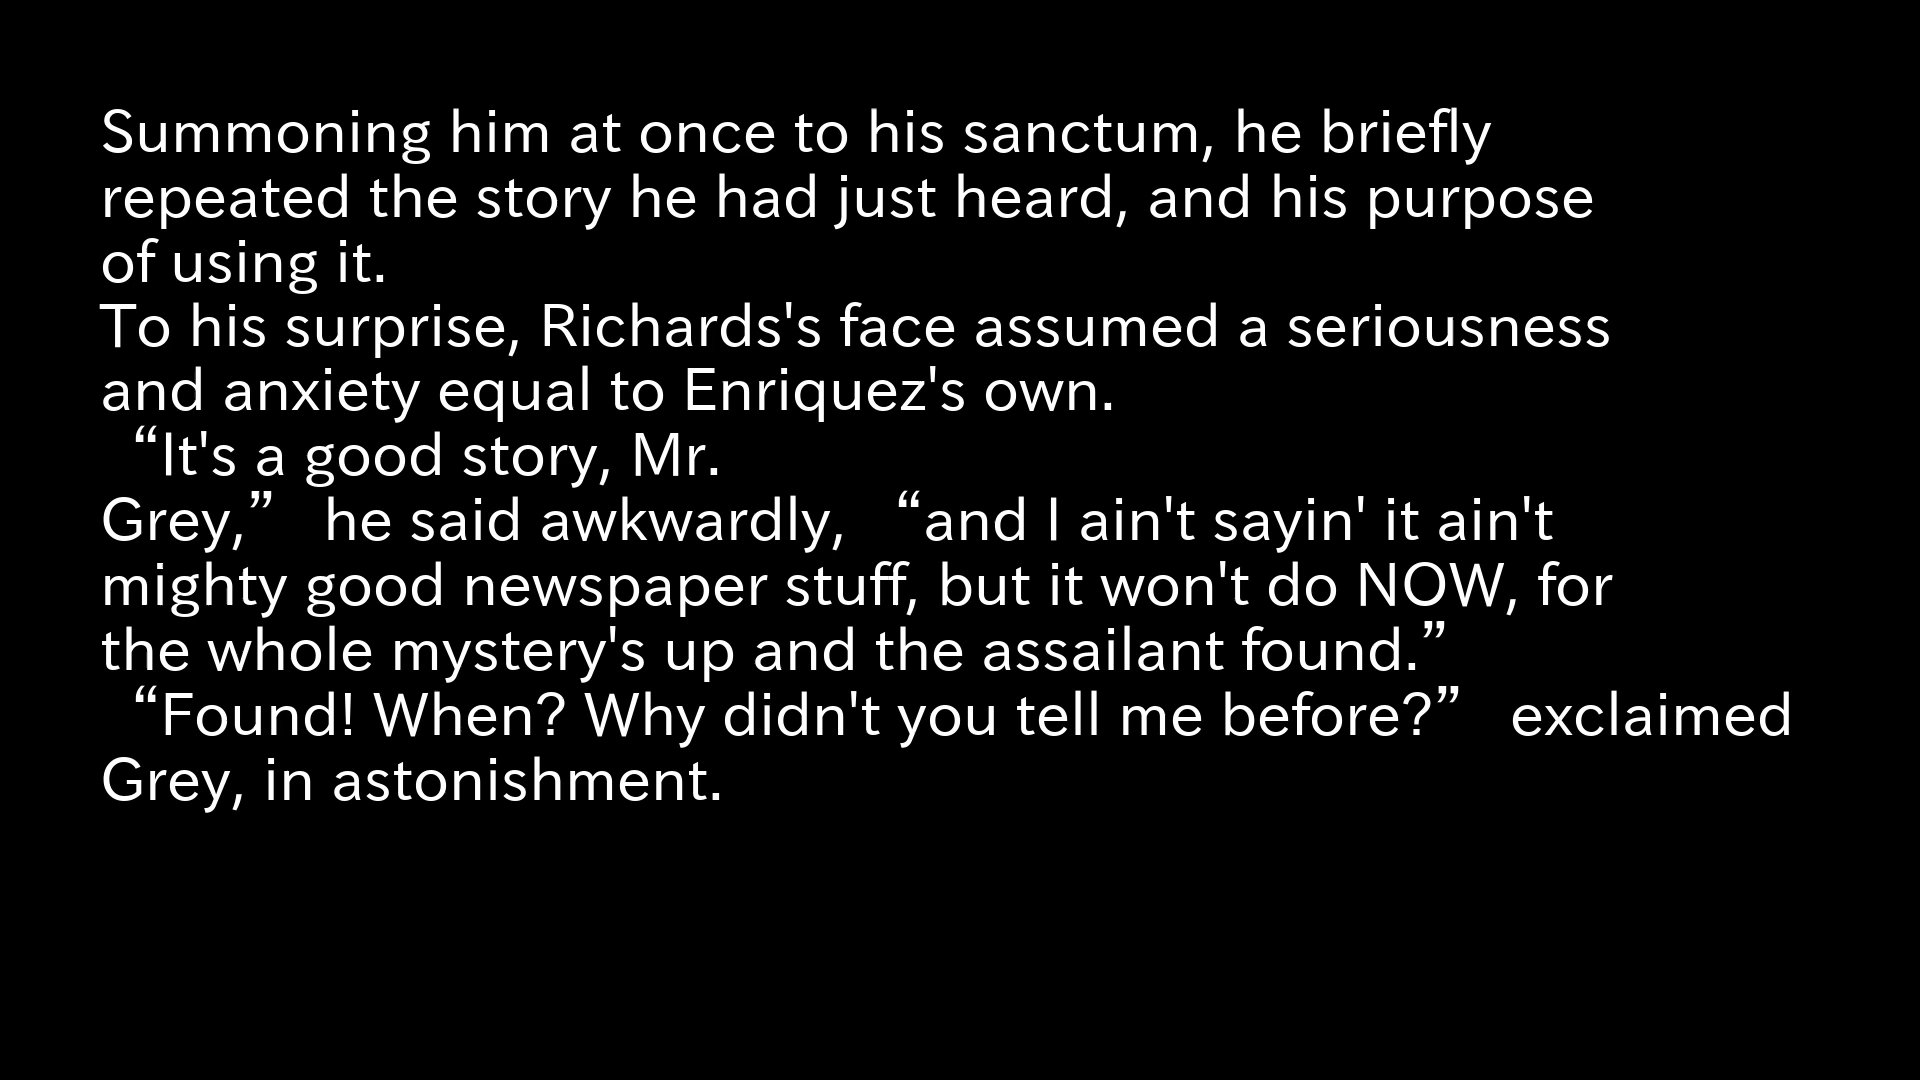 Summoning him at once to his sanctum, he briefly
repeated the story he had just heard, and his purpose
of using it.
To his surprise, Richards's face assumed a seriousness
and anxiety equal to Enriquez's own.
“It's a good story, Mr.
Grey,” he said awkwardly, “and I ain't sayin' it ain't
mighty good newspaper stuff, but it won't do NOW, for
the whole mystery's up and the assailant found.”
“Found! When? Why didn't you tell me before?” exclaimed
Grey, in astonishment.